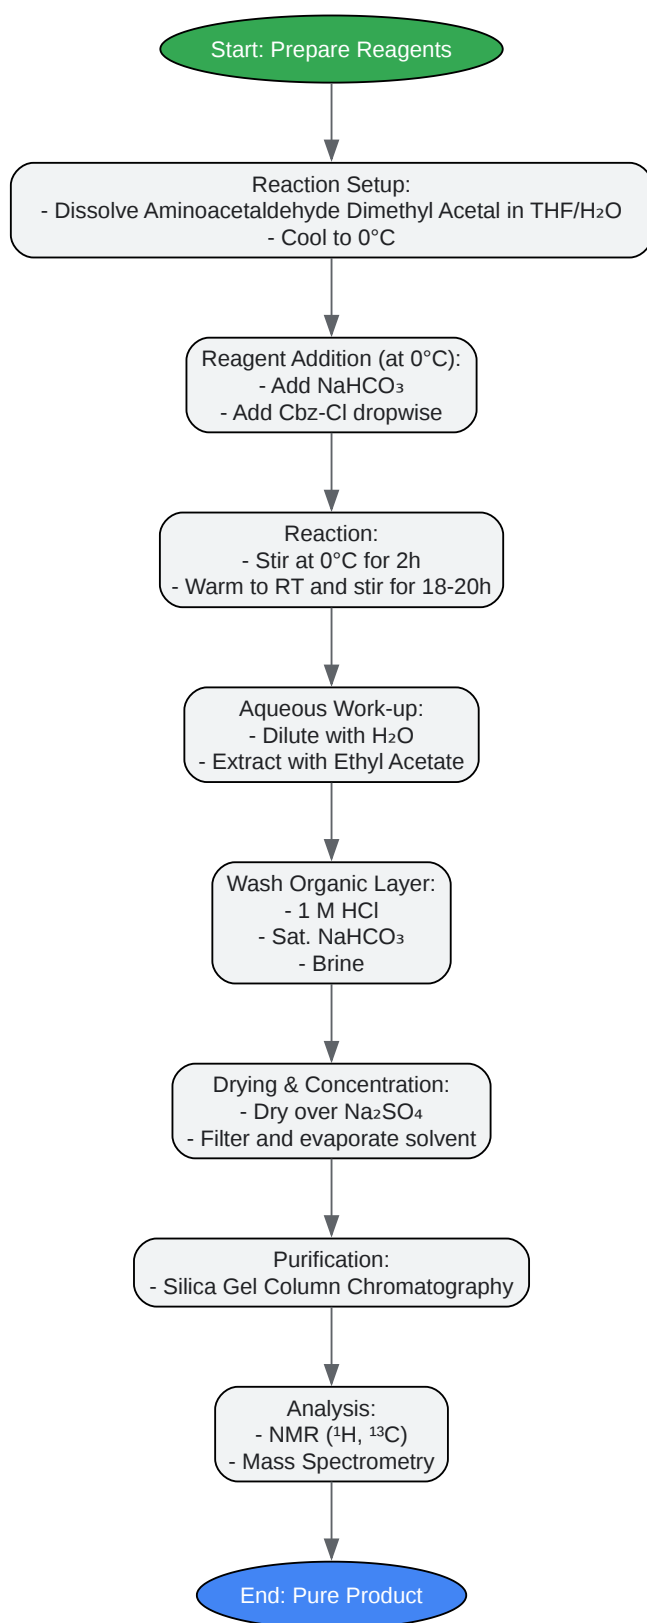 Start: Prepare Reagents
Reaction Setup:
- Dissolve Aminoacetaldehyde Dimethyl Acetal in THF/H₂O
- Cool to 0°C
Reagent Addition (at 0°C):
- Add NaHCO₃
- Add Cbz-Cl dropwise
Reaction:
- Stir at 0°C for 2h
- Warm to RT and stir for 18-20h
Aqueous Work-up:
- Dilute with H₂O
- Extract with Ethyl Acetate
Wash Organic Layer:
- 1 M HCl
- Sat. NaHCO₃
- Brine
Drying & Concentration:
- Dry over Na₂SO₄
- Filter and evaporate solvent
Purification:
- Silica Gel Column Chromatography
Analysis:
- NMR (¹H, ¹³C)
- Mass Spectrometry
End: Pure Product